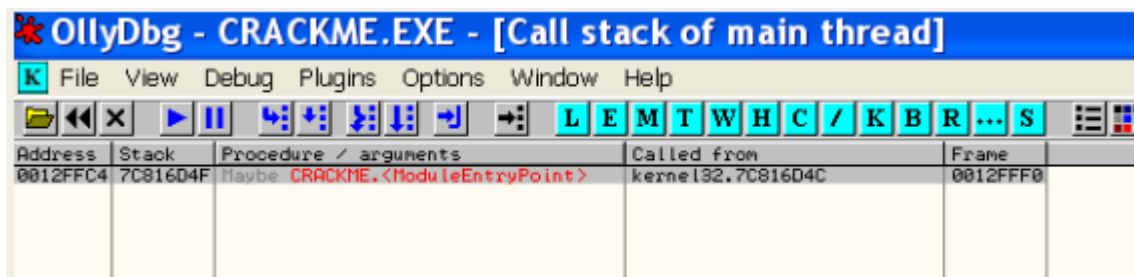 OllyDbg - CRACKME.EXE - [Call stack of main thread]
K File View Debug Plugins Options Window Help
L E M T W H C / K B R ... S
Address Stack Procedure / arguments Called from Frame
0012FFC4 7C816D4F Maybe CRACKME.<ModuleEntryPoint> kernel32.7C816D4C 0012FFF0